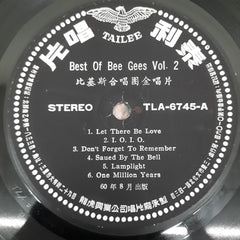 泰利唱片
TAILEE
Best Of Bee Gees Vol. 2
比基斯合唱團金唱片
STEREO TLA-6745-A
1. Let There Be Love
2. I. O. I. O.
3. Don't Forget to Remember
4. Saued By The Bell
5. Lamplight
6. One Million Years
60年8月出版